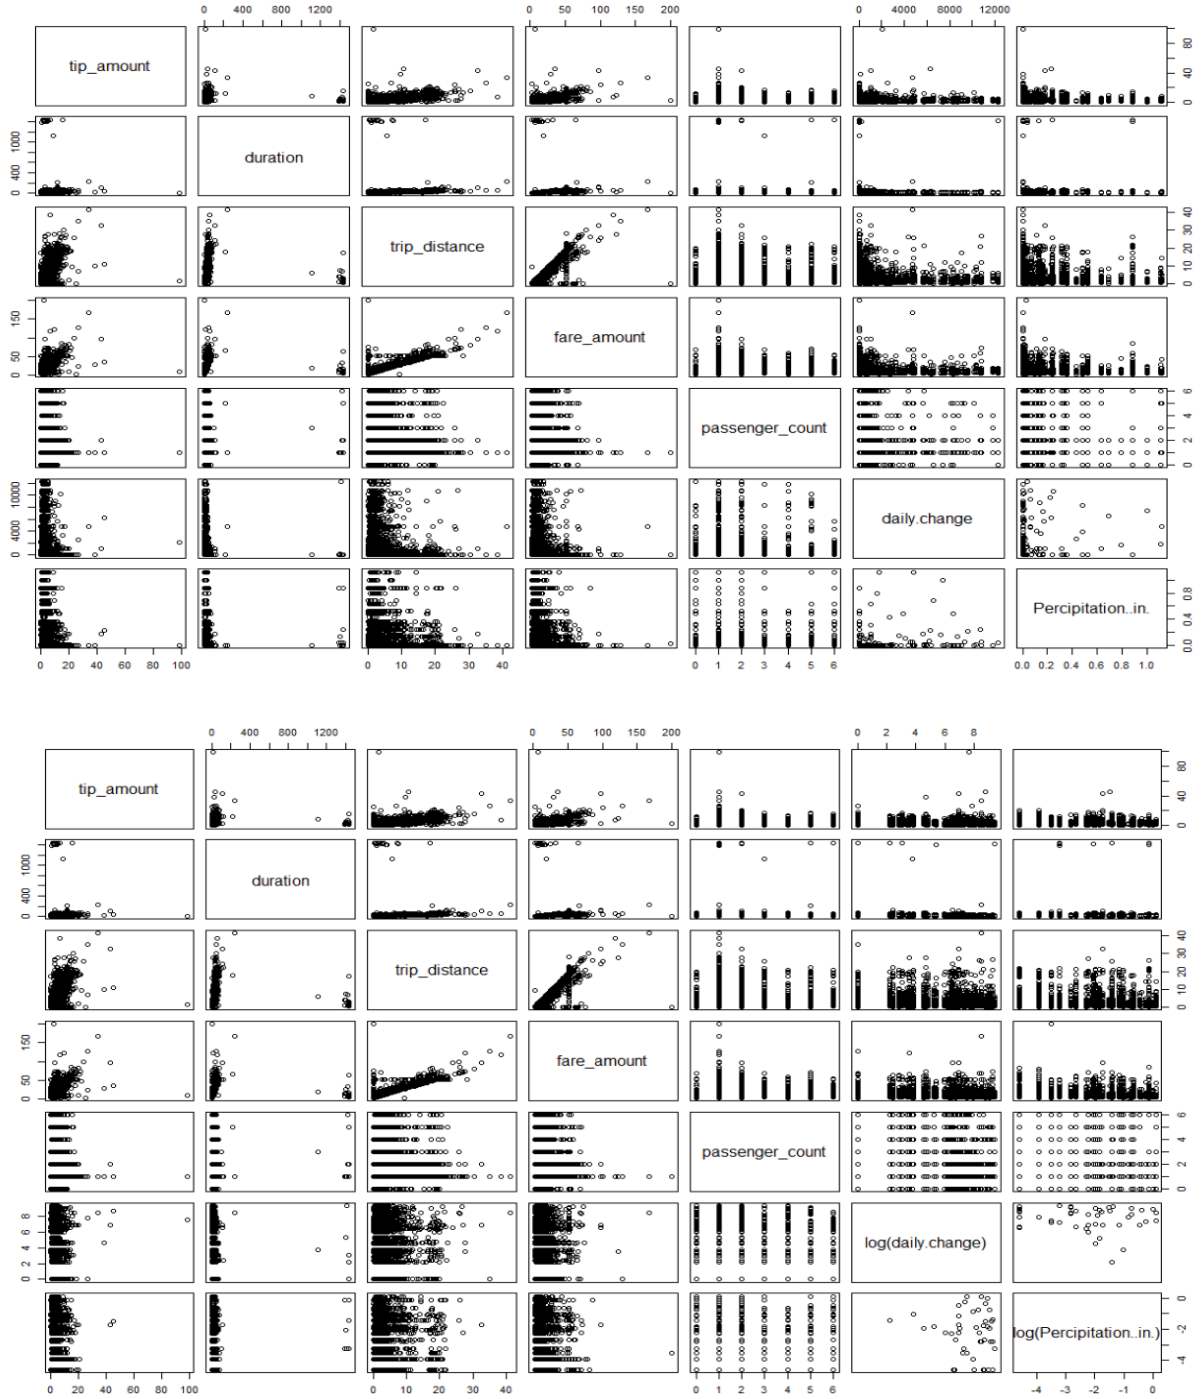 0 400 1200 0 50 100 150 200 0 4000 8000 12000
tip_amount 0 40 80
0 400 1000 duration
trip_distance 0 10 20 30 40
0 50 150 fare_amount
passenger_count 0 2 4 6
0 4000 10000 daily.change
Percipitation..in. 0.0 0.4 0.8
0 20 40 60 80 100 0 10 20 30 40 0 1 2 3 4 5 6 0.0 0.2 0.4 0.6 0.8 1.0
0 400 800 1400 0 50 100 150 200 0 2 4 6 8
tip_amount 0 40 80
0 400 1000 duration
trip_distance 0 10 20 30 40
0 50 150 fare_amount
passenger_count 0 2 4 6
0 2 4 6 8 log(daily.change)
log(Percipitation..in.) -4 -2 0
0 20 40 60 80 100 0 10 20 30 40 0 1 2 3 4 5 6 -4 -3 -2 -1 0